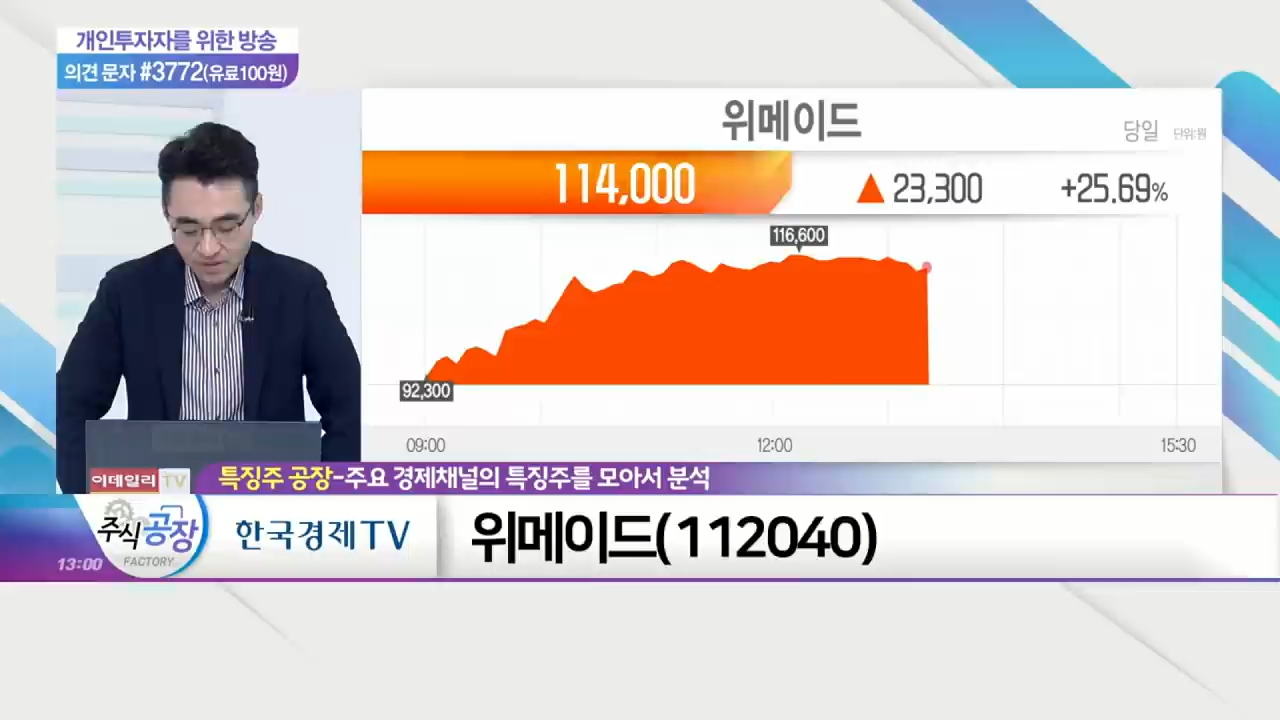 개인투자자를 위한 방송
의견 문자 #3772(유료100원)
위메이드
당일 단위:원
114,000 ▲ 23,300 +25.69%
116,600
92,300
09:00 12:00 15:30
이데일리 TV
특징주 공장-주요 경제채널의 특징주를 모아서 분석
주식공장
FACTORY
13:00
한국경제TV
위메이드(112040)